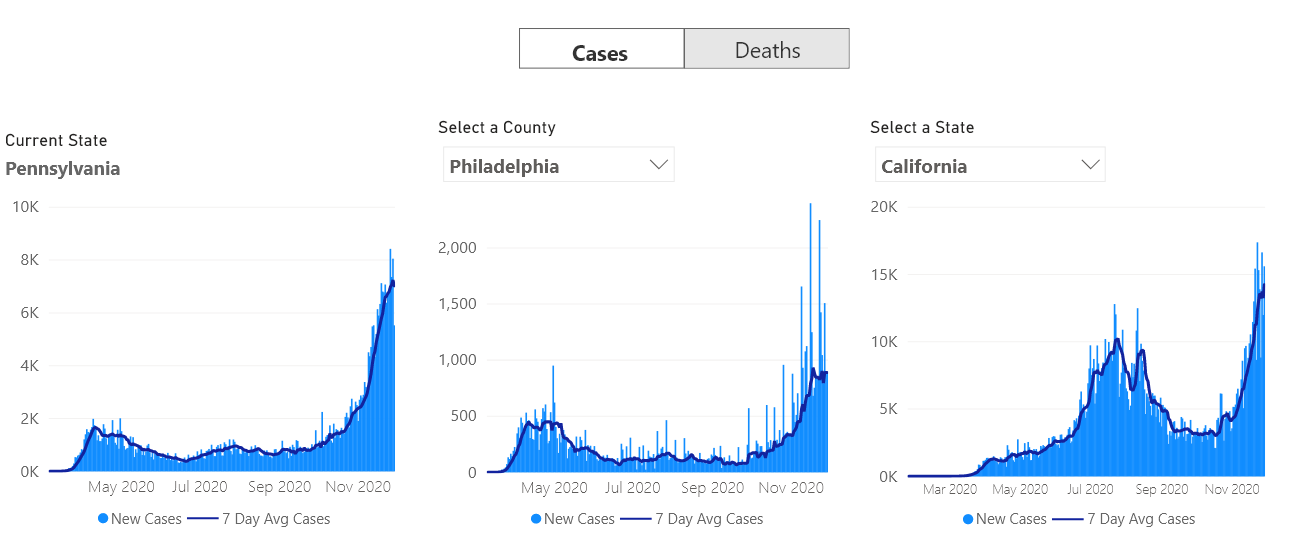 Cases Deaths
Current State
Pennsylvania
10K
8K
6K
4K
2K
0K
May 2020 Jul 2020 Sep 2020 Nov 2020
New Cases 7 Day Avg Cases
Select a County
Philadelphia
2,000
1,500
1,000
500
0
May 2020 Jul 2020 Sep 2020 Nov 2020
New Cases 7 Day Avg Cases
Select a State
California
20K
15K
10K
5K
0K
Mar 2020 May 2020 Jul 2020 Sep 2020 Nov 2020
New Cases 7 Day Avg Cases